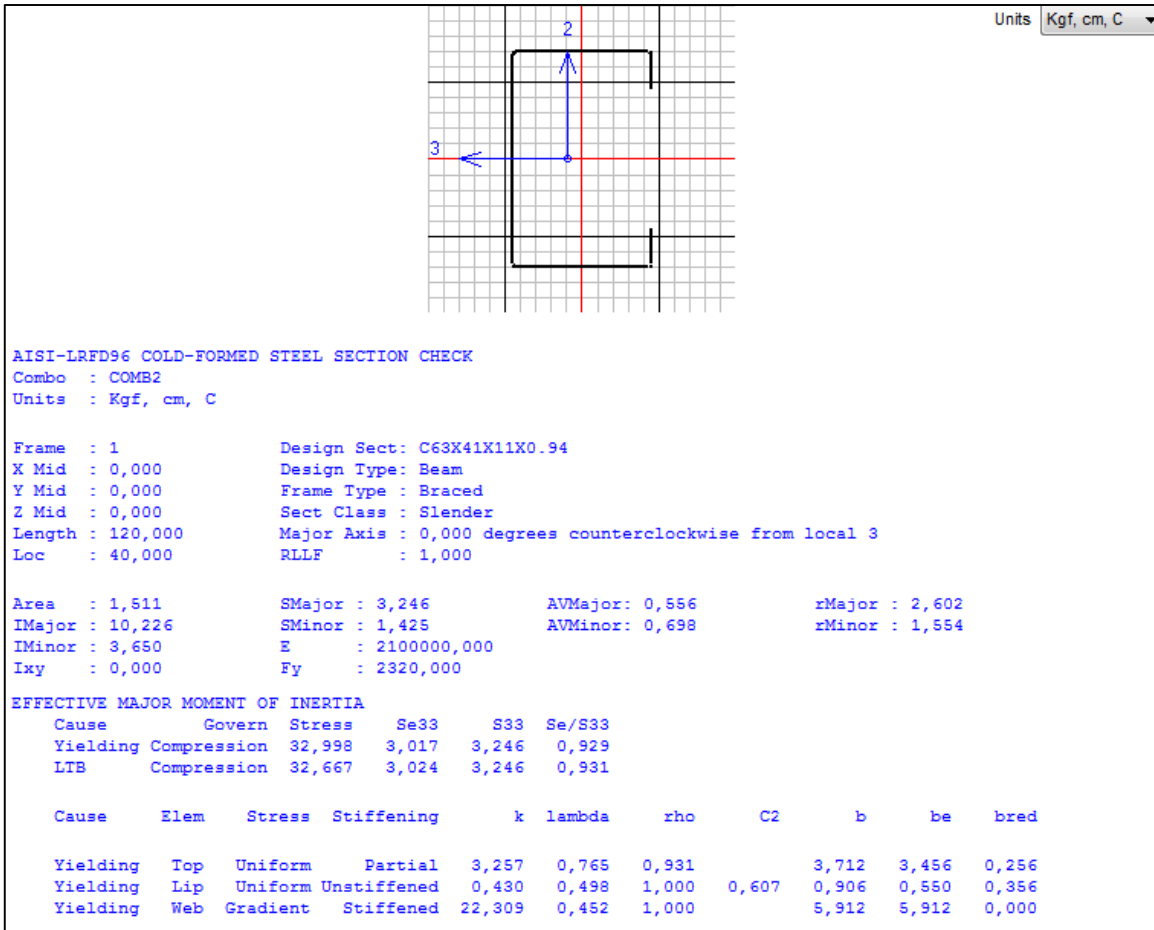 Units Kgf, cm, C
2
3
AISI-LRFD96 COLD-FORMED STEEL SECTION CHECK
Combo : COMB2
Units : Kgf, cm, C
Frame : 1 Design Sect: C63X41X11X0.94
X Mid : 0,000 Design Type: Beam
Y Mid : 0,000 Frame Type : Braced
Z Mid : 0,000 Sect Class : Slender
Length : 120,000 Major Axis : 0,000 degrees counterclockwise from local 3
Loc : 40,000 RLLF : 1,000
Area : 1,511 SMajor : 3,246 AVMajor: 0,556 rMajor : 2,602
IMajor : 10,226 SMinor : 1,425 AVMinor: 0,698 rMinor : 1,554
IMinor : 3,650 E : 2100000,000
Ixy : 0,000 Fy : 2320,000
EFFECTIVE MAJOR MOMENT OF INERTIA
Cause Govern Stress Se33 S33 Se/S33
Yielding Compression 32,998 3,017 3,246 0,929
LTB Compression 32,667 3,024 3,246 0,931
Cause Elem Stress Stiffening k lambda rho C2 b be bred
Yielding Top Uniform Partial 3,257 0,765 0,931 3,712 3,456 0,256
Yielding Lip Uniform Unstiffened 0,430 0,498 1,000 0,607 0,906 0,550 0,356
Yielding Web Gradient Stiffened 22,309 0,452 1,000 5,912 5,912 0,000